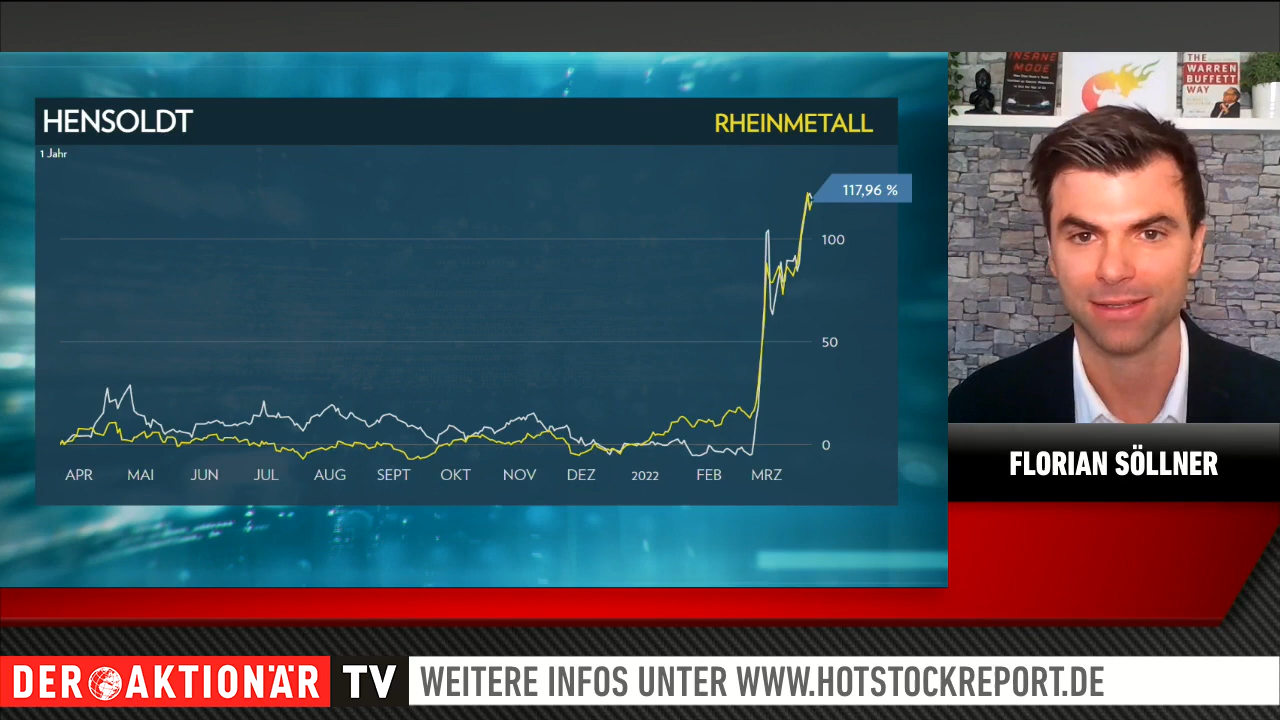 HENSOLDT
RHEINMETALL
1 Jahr
117,96 %
100
50
0
APR MAI JUN JUL AUG SEPT OKT NOV DEZ 2022 FEB MRZ
INSANE
MODE
THE
WARREN
BUFFETT
WAY
FLORIAN SÖLLNER
DER AKTIONÄR TV
WEITERE INFOS UNTER WWW.HOTSTOCKREPORT.DE